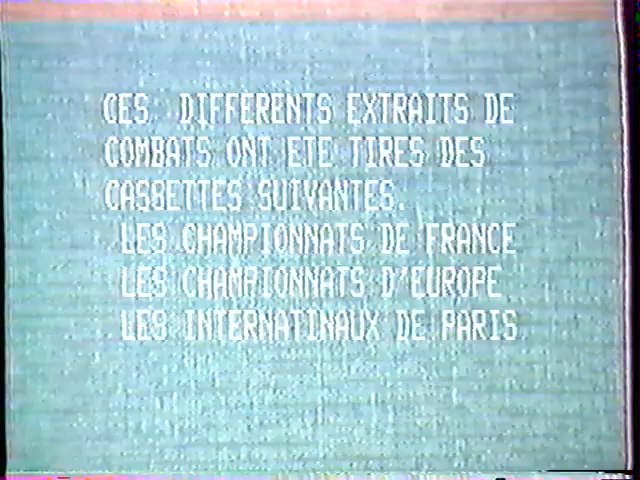 CES DIFFERENTS EXTRAITS DE
COMBATS ONT ETE TIRES DES
CASSETTES SUIVANTES.
LES CHAMPIONNATS DE FRANCE
LES CHAMPIONNATS D'EUROPE
LES INTERNATINAUX DE PARIS